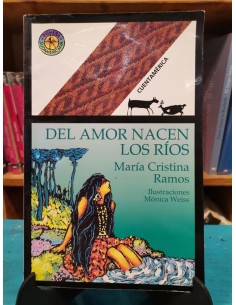 CUENTAMÉRICA
DEL AMOR NACEN
LOS RÍOS
María Cristina
Ramos
Ilustraciones
Mónica Weiss